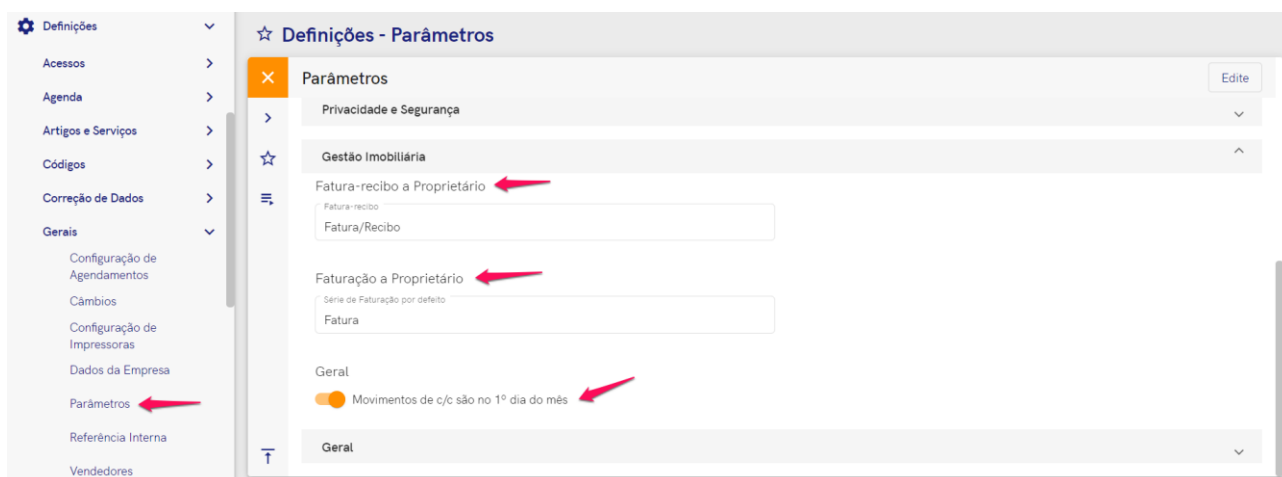 Definições
Acessos
Agenda
Artigos e Serviços
Códigos
Correção de Dados
Gerais
Configuração de
Agendamentos
Câmbios
Configuração de
Impressoras
Dados da Empresa
Parâmetros
Referência Interna
Vendedores
Definições - Parâmetros
Parâmetros
Edite
Privacidade e Segurança
Gestão Imobiliária
Fatura-recibo a Proprietário
Fatura-recibo
Fatura/Recibo
Faturação a Proprietário
Série de Faturação por defeito
Fatura
Geral
Movimentos de c/c são no 1º dia do mês
Geral